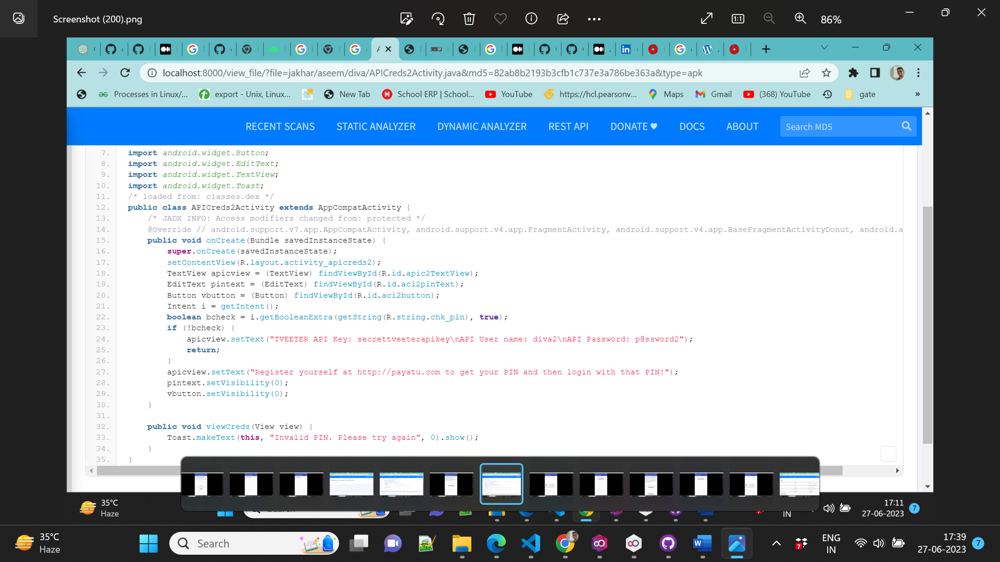 Screenshot (200).png
86%
localhost:8000/view_file/?file=jakhar/aseem/diva/APICreds2Activity.java&md5=82ab8b2193b3cfb1c737e3a786be363a&type=apk
Processes in Linux/... export - Unix, Linux... New Tab School ERP | School... YouTube https://hcl.pearsonv... Maps Gmail (368) YouTube gate »
RECENT SCANS STATIC ANALYZER DYNAMIC ANALYZER REST API DONATE ♥ DOCS ABOUT Search MD5
7. import android.widget.Button;
8. import android.widget.EditText;
9. import android.widget.TextView;
10. import android.widget.Toast;
11. /* loaded from: classes.dex */
12. public class APICreds2Activity extends AppCompatActivity {
13. /* JADX INFO: Access modifiers changed from: protected */
14. @Override // android.support.v7.app.AppCompatActivity, android.support.v4.app.FragmentActivity, android.support.v4.app.BaseFragmentActivityDonut, android.a
15. public void onCreate(Bundle savedInstanceState) {
16. super.onCreate(savedInstanceState);
17. setContentView(R.layout.activity_apicreds2);
18. TextView apicview = (TextView) findViewById(R.id.apic2TextView);
19. EditText pintext = (EditText) findViewById(R.id.aci2pinText);
20. Button vbutton = (Button) findViewById(R.id.aci2button);
21. Intent i = getIntent();
22. boolean bcheck = i.getBooleanExtra(getString(R.string.chk_pin), true);
23. if (!bcheck) {
24. apicview.setText("TVEETER API Key: secrettveeterapikey\nAPI User name: diva2\nAPI Password: p@ssword2");
25. return;
26. }
27. apicview.setText("Register yourself at http://payatu.com to get your PIN and then login with that PIN!");
28. pintext.setVisibility(0);
29. vbutton.setVisibility(0);
30. }
31.
32. public void viewCreds(View view) {
33. Toast.makeText(this, "Invalid PIN. Please try again", 0).show();
34. }
35. }
35°C
Haze
IN
17:11
27-06-2023
7
35°C
Haze
Search
ENG
IN
17:39
27-06-2023
7